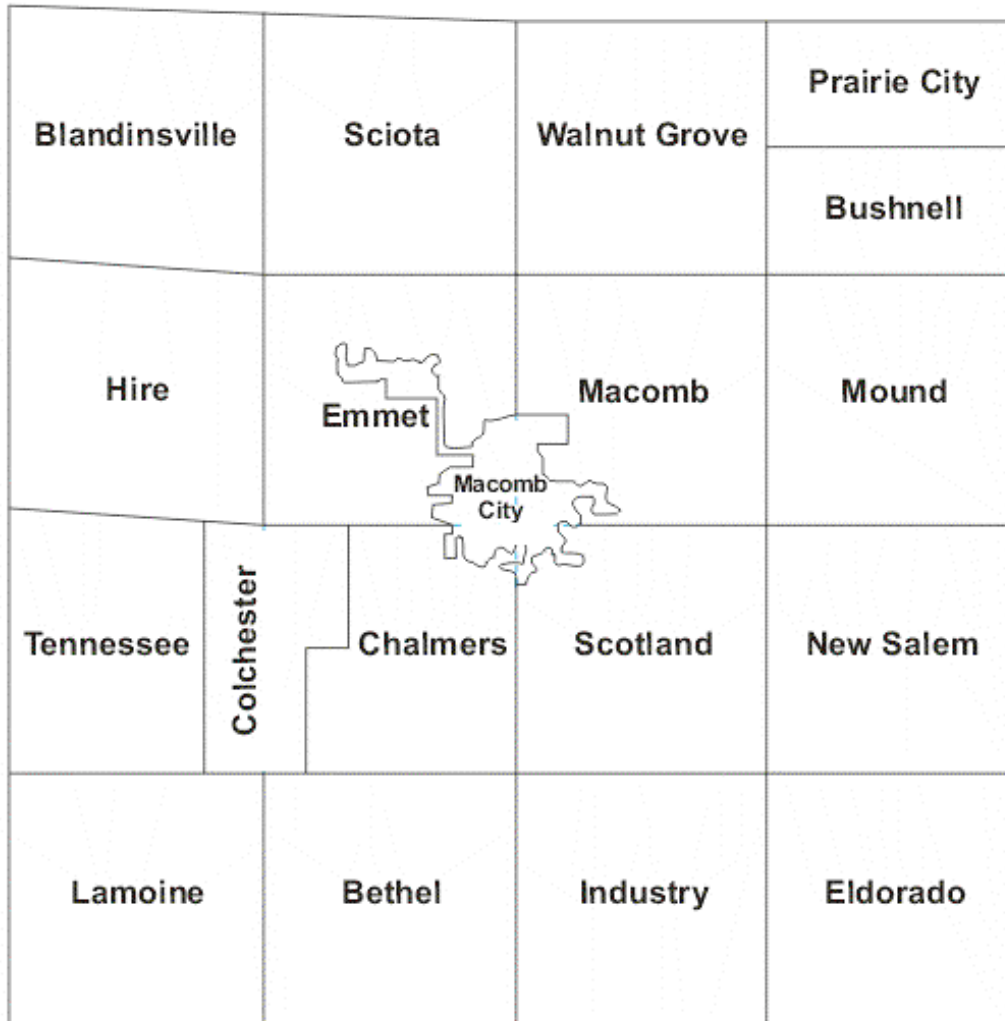 Prairie City
Blandinsville
Sciota
Walnut Grove
Bushnell
Hire
Emmet
Macomb
Mound
Macomb
City
Tennessee
Colchester
Chalmers
Scotland
New Salem
Lamoine
Bethel
Industry
Eldorado